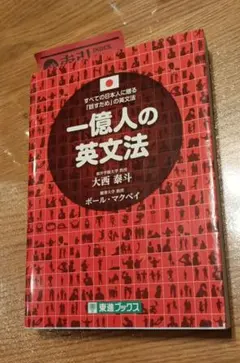 INDEX
すべての日本人に贈る
「話すため」の英文法
一億人の
英文法
大西 泰斗
ポール・マクベイ
東進ブックス